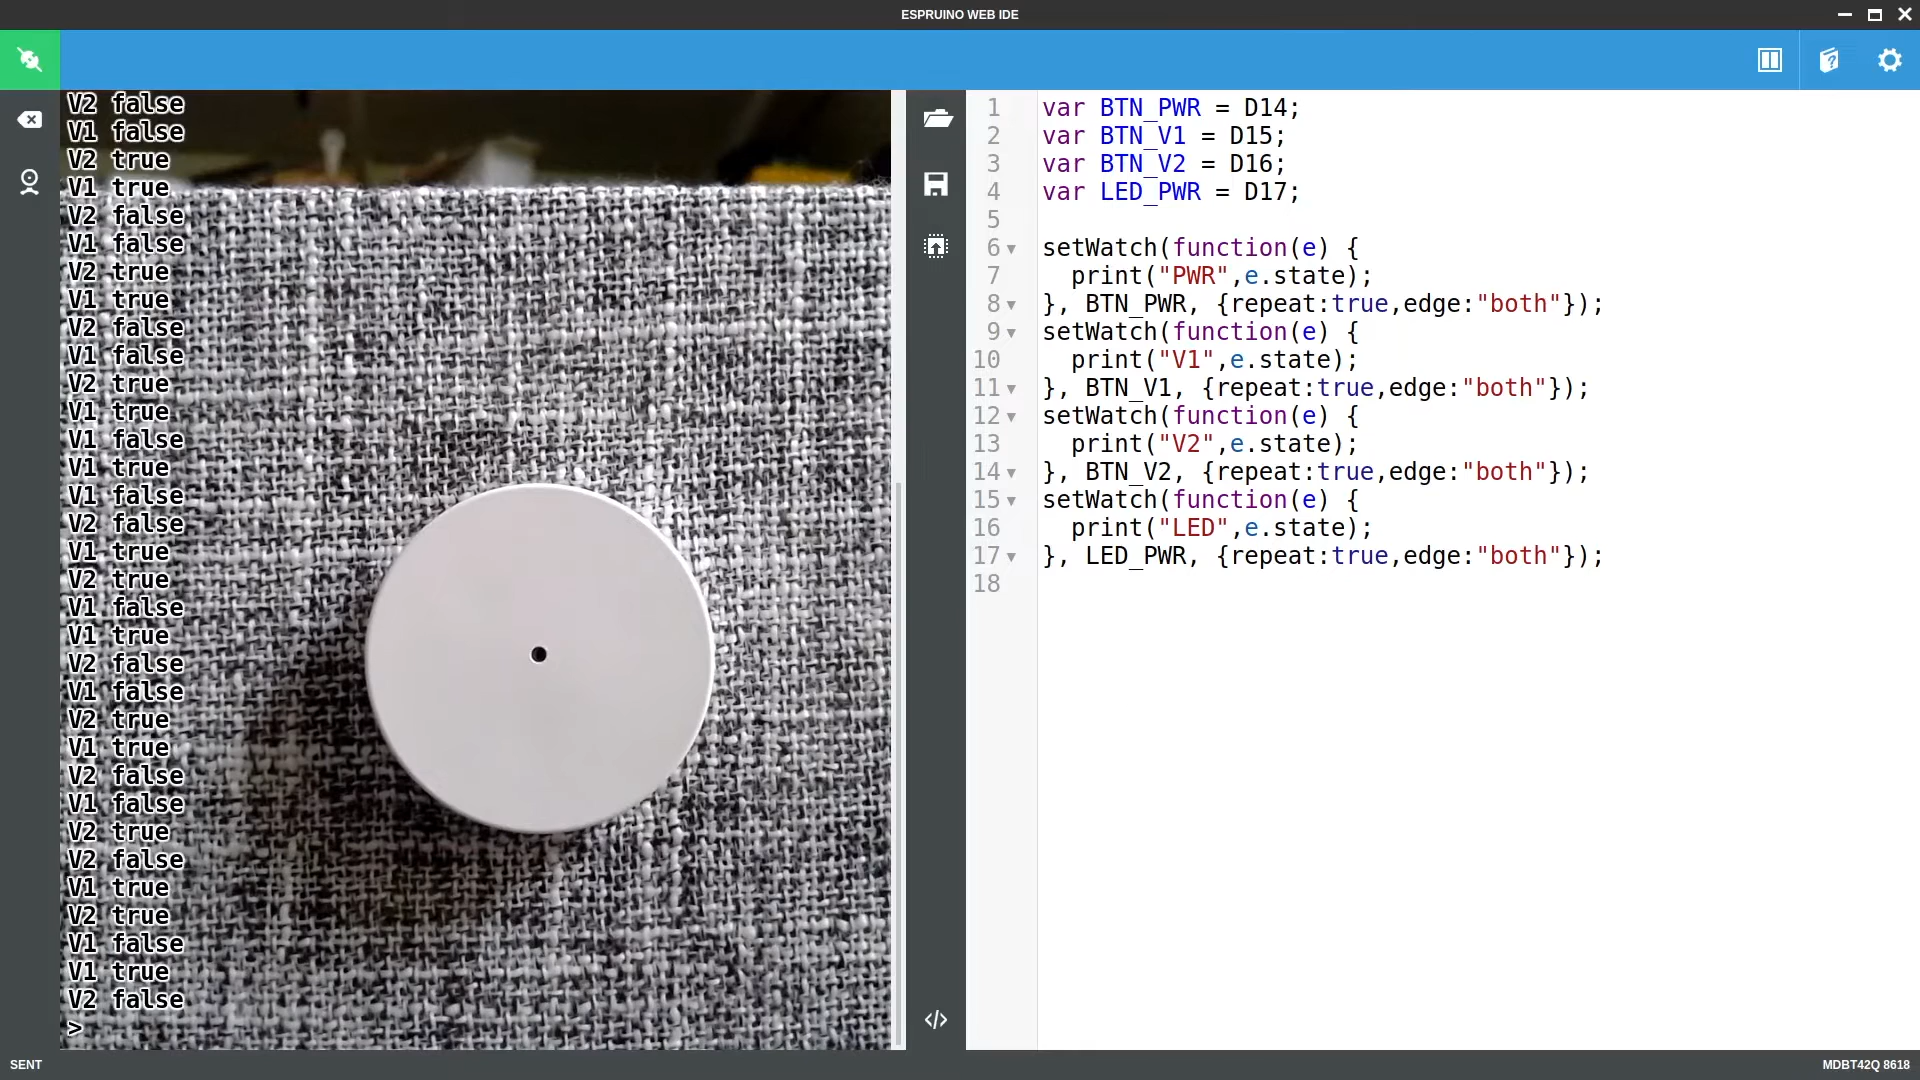 ESPRUINO WEB IDE
V2 false
V1 false
V2 true
V1 true
V2 false
V1 false
V2 true
V1 true
V2 false
V1 false
V2 true
V1 true
V1 false
V1 true
V1 false
V2 false
V1 true
V2 true
V1 false
V1 true
V2 false
V1 false
V2 true
V1 true
V2 false
V1 false
V2 true
V2 false
V1 true
V2 true
V1 false
V1 true
V2 false
>
1 var BTN_PWR = D14;
2 var BTN_V1 = D15;
3 var BTN_V2 = D16;
4 var LED_PWR = D17;
5
6 setWatch(function(e) {
7   print("PWR",e.state);
8 }, BTN_PWR, {repeat:true,edge:"both"});
9 setWatch(function(e) {
10   print("V1",e.state);
11 }, BTN_V1, {repeat:true,edge:"both"});
12 setWatch(function(e) {
13   print("V2",e.state);
14 }, BTN_V2, {repeat:true,edge:"both"});
15 setWatch(function(e) {
16   print("LED",e.state);
17 }, LED_PWR, {repeat:true,edge:"both"});
18
SENT
MDBT42Q 8618